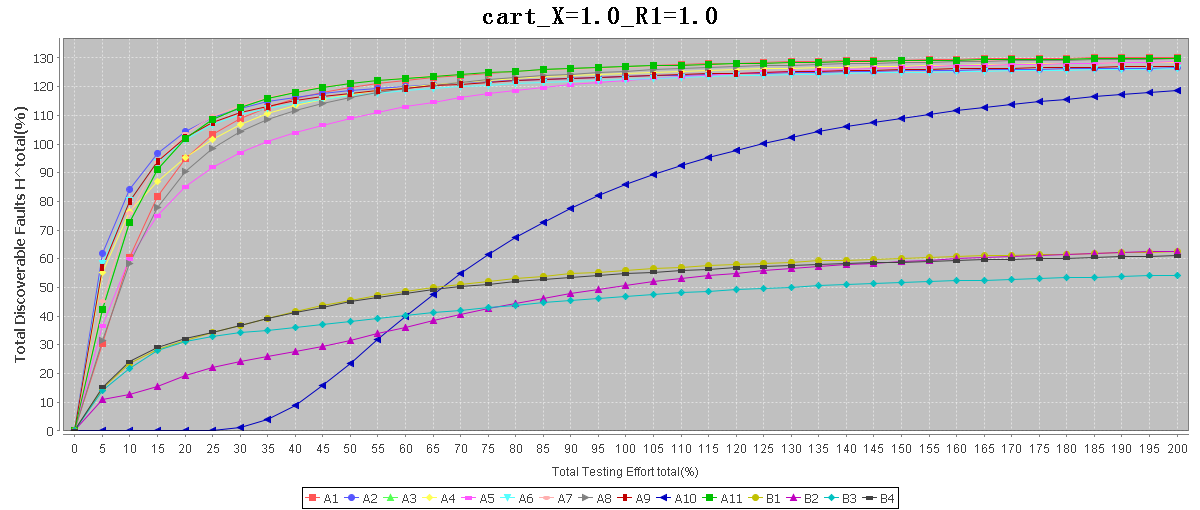 cart_X=1.0_R1=1.0
Total Discoverable Faults H^total(%)
130
120
110
100
90
80
70
60
50
40
30
20
10
0
0 5 10 15 20 25 30 35 40 45 50 55 60 65 70 75 80 85 90 95 100 105 110 115 120 125 130 135 140 145 150 155 160 165 170 175 180 185 190 195 200
Total Testing Effort total(%)
A1 A2 A3 A4 A5 A6 A7 A8 A9 A10 A11 B1 B2 B3 B4